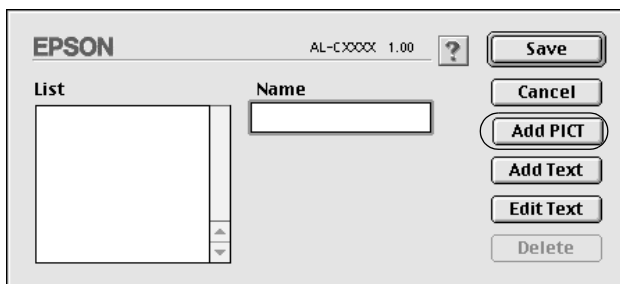 EPSON
AL-CXXXX 1.00
?
Save
List
Name
Cancel
Add PICT
Add Text
Edit Text
Delete